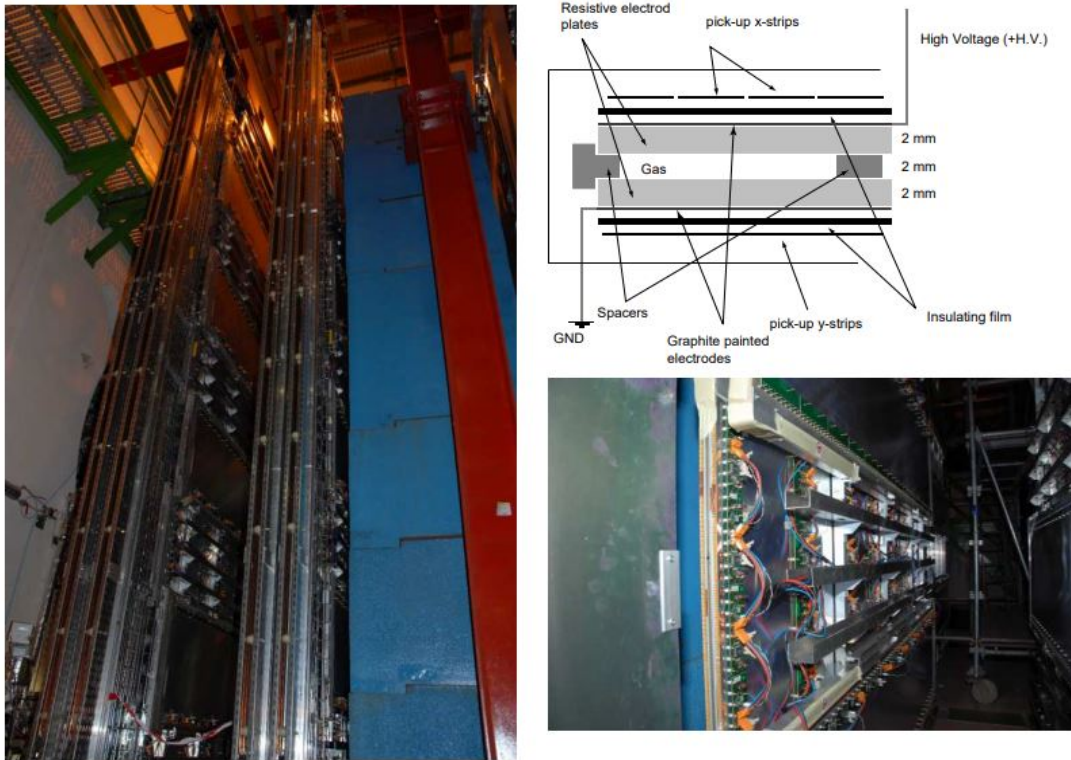 Resistive electrod
plates
pick-up x-strips
High Voltage (+H.V.)
2 mm
Gas
2 mm
2 mm
Spacers
pick-up y-strips
Insulating film
GND
Graphite painted
electrodes